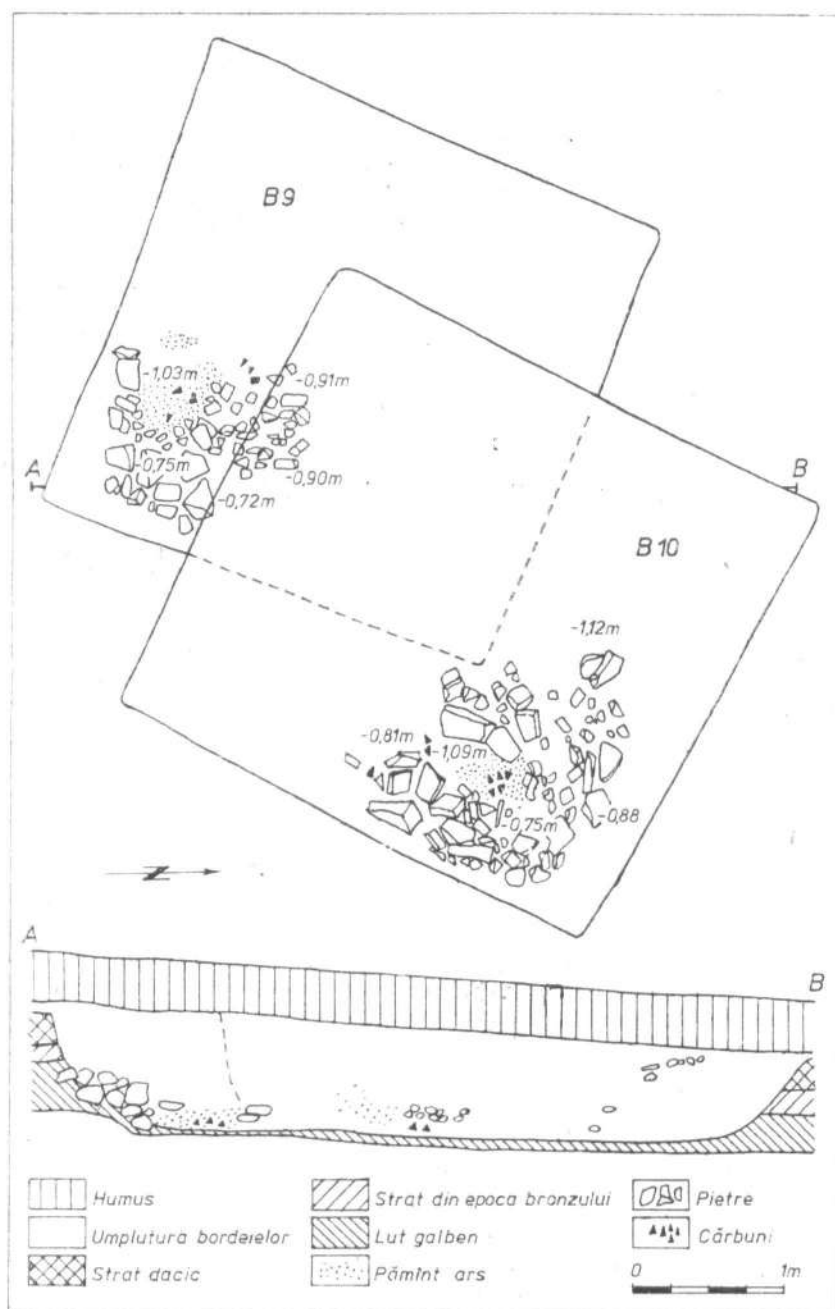 B9
-1,03m
-0,91m
-0,75m
-0,90m
-0,72m
A
B
B10
-1,12m
-0,81m
-1,09m
-0,75m
-0,88
N
A
B
Humus
Strat din epoca bronzului
Pietre
Umplutura bordeielor
Lut galben
Cărbuni
Strat dacic
Pămînt ars
0 1m